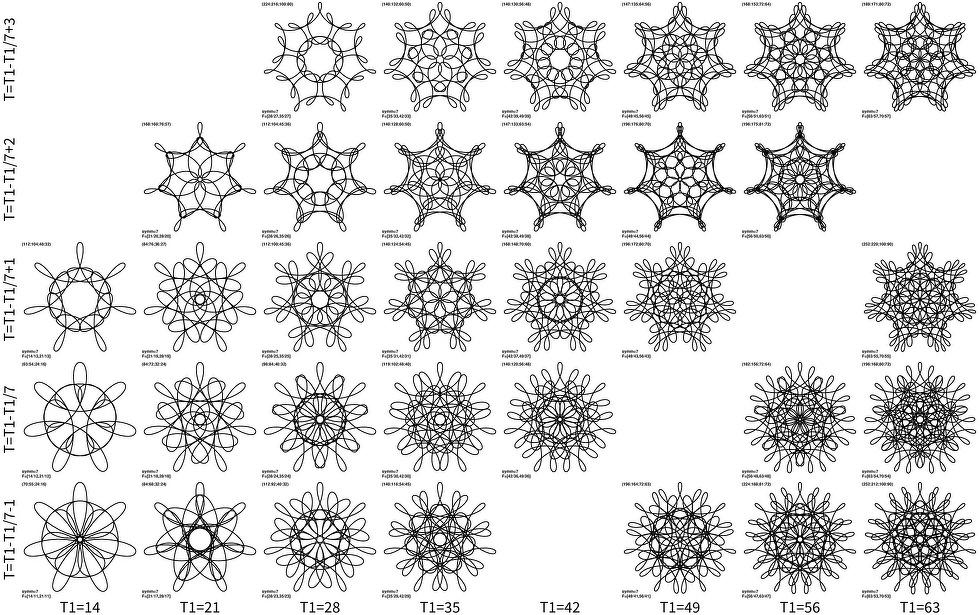 T=T1-T1/7+3
(224:216:100:80)
(140:132:60:50)
(140:130:56:48)
(147:135:64:56)
(168:153:72:64)
(189:171:80:72)
symm=7
F=[28/27,35/27]
symm=7
F=[35/33,42/33]
symm=7
F=[42/39,49/39]
symm=7
F=[49/45,56/45]
symm=7
F=[56/51,63/51]
symm=7
F=[63/57,70/57]
T=T1-T1/7+2
(168:160:76:57)
(112:104:45:36)
(140:128:60:50)
(147:133:63:54)
(196:176:80:70)
(196:175:81:72)
symm=7
F=[21/20,28/20]
symm=7
F=[28/26,35/26]
symm=7
F=[35/32,42/32]
symm=7
F=[42/38,49/38]
symm=7
F=[49/44,56/44]
symm=7
F=[56/50,63/50]
T=T1-T1/7+1
(112:104:48:32)
(84:76:36:27)
(112:100:45:36)
(140:124:54:45)
(168:148:70:60)
(196:172:80:70)
(252:220:100:90)
symm=7
F=[14/13,21/13]
symm=7
F=[21/19,28/19]
symm=7
F=[28/25,35/25]
symm=7
F=[35/31,42/31]
symm=7
F=[42/37,49/37]
symm=7
F=[49/43,56/43]
symm=7
F=[63/55,70/55]
T=T1-T1/7
(63:54:24:16)
(84:72:32:24)
(98:84:40:32)
(119:102:48:40)
(140:120:56:48)
(182:156:72:64)
(196:168:80:72)
symm=7
F=[14/12,21/12]
symm=7
F=[21/18,28/18]
symm=7
F=[28/24,35/24]
symm=7
F=[35/30,42/30]
symm=7
F=[42/36,49/36]
symm=7
F=[56/48,63/48]
symm=7
F=[63/54,70/54]
T=T1-T1/7-1
(70:55:24:16)
(84:68:32:24)
(112:92:40:32)
(140:116:54:45)
(196:164:72:63)
(224:188:81:72)
(252:212:100:90)
symm=7
F=[14/11,21/11]
symm=7
F=[21/17,28/17]
symm=7
F=[28/23,35/23]
symm=7
F=[35/29,42/29]
symm=7
F=[49/41,56/41]
symm=7
F=[56/47,63/47]
symm=7
F=[63/53,70/53]
T1=14
T1=21
T1=28
T1=35
T1=42
T1=49
T1=56
T1=63